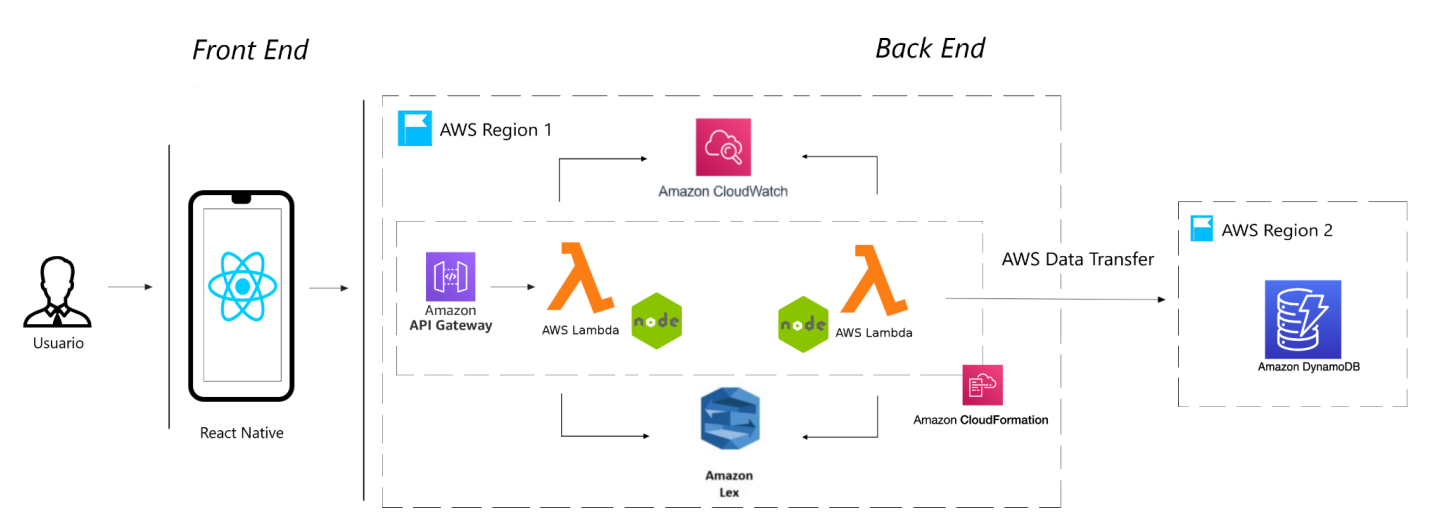 Front End
Back End
AWS Region 1
Amazon CloudWatch
AWS Region 2
AWS Data Transfer
Amazon
API Gateway
AWS Lambda
node
node
AWS Lambda
Usuario
Amazon DynamoDB
React Native
Amazon CloudFormation
Amazon
Lex